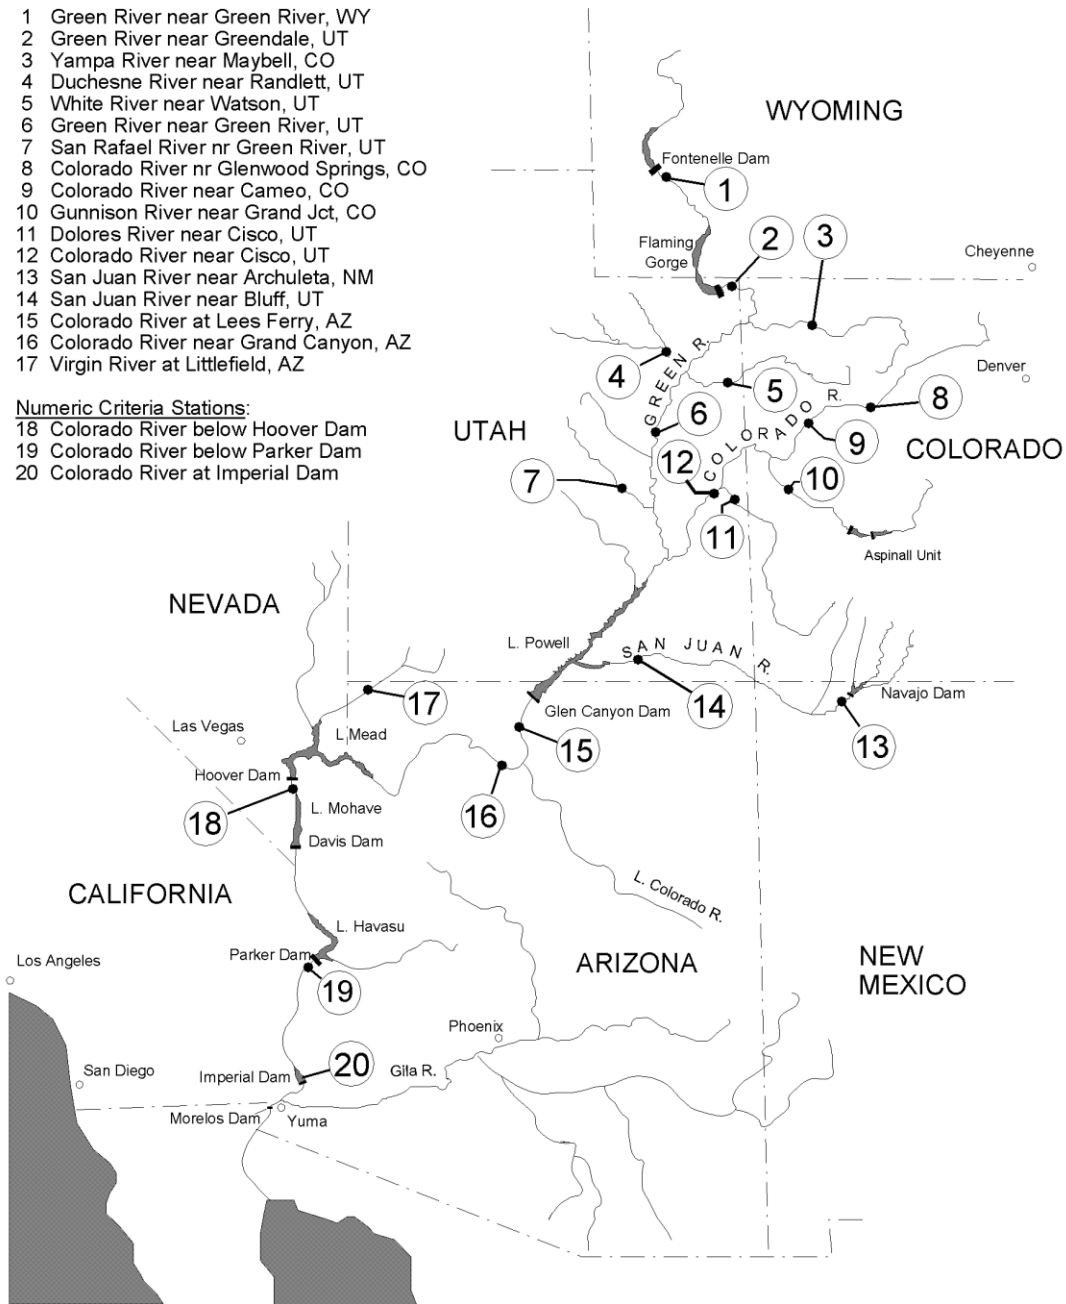 1 Green River near Green River, WY
2 Green River near Greendale, UT
3 Yampa River near Maybell, CO
4 Duchesne River near Randlett, UT
5 White River near Watson, UT
6 Green River near Green River, UT
7 San Rafael River nr Green River, UT
8 Colorado River nr Glenwood Springs, CO
9 Colorado River near Cameo, CO
10 Gunnison River near Grand Jct, CO
11 Dolores River near Cisco, UT
12 Colorado River near Cisco, UT
13 San Juan River near Archuleta, NM
14 San Juan River near Bluff, UT
15 Colorado River at Lees Ferry, AZ
16 Colorado River near Grand Canyon, AZ
17 Virgin River at Littlefield, AZ
Numeric Criteria Stations:
18 Colorado River below Hoover Dam
19 Colorado River below Parker Dam
20 Colorado River at Imperial Dam
WYOMING
Fontenelle Dam
1
Flaming
Gorge
2
3
Cheyenne
GREEN R.
4
5
Denver
COLORADO R.
8
6
UTAH
9
COLORADO
12
7
10
11
Aspinall Unit
NEVADA
L. Powell
SAN JUAN R.
17
Glen Canyon Dam
14
Navajo Dam
Las Vegas
L Mead
15
13
Hoover Dam
18
L. Mohave
16
Davis Dam
CALIFORNIA
L. Colorado R.
L. Havasu
Parker Dam
Los Angeles
ARIZONA
NEW
MEXICO
19
Phoenix
San Diego
Imperial Dam
20
Gila R.
Morelos Dam
Yuma